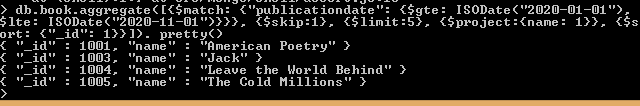 > db.book.aggregate([{$match: {"publicationdate": {$gte: ISODate("2020-01-01"),
$lte: ISODate("2020-11-01")}}}, {$skip:1}, {$limit:5}, {$project:{name: 1}}, {$s
ort: {"_id": 1}}]). pretty()
{ "_id" : 1001, "name" : "American Poetry" }
{ "_id" : 1003, "name" : "Jack" }
{ "_id" : 1004, "name" : "Leave the World Behind" }
{ "_id" : 1005, "name" : "The Cold Millions" }
>